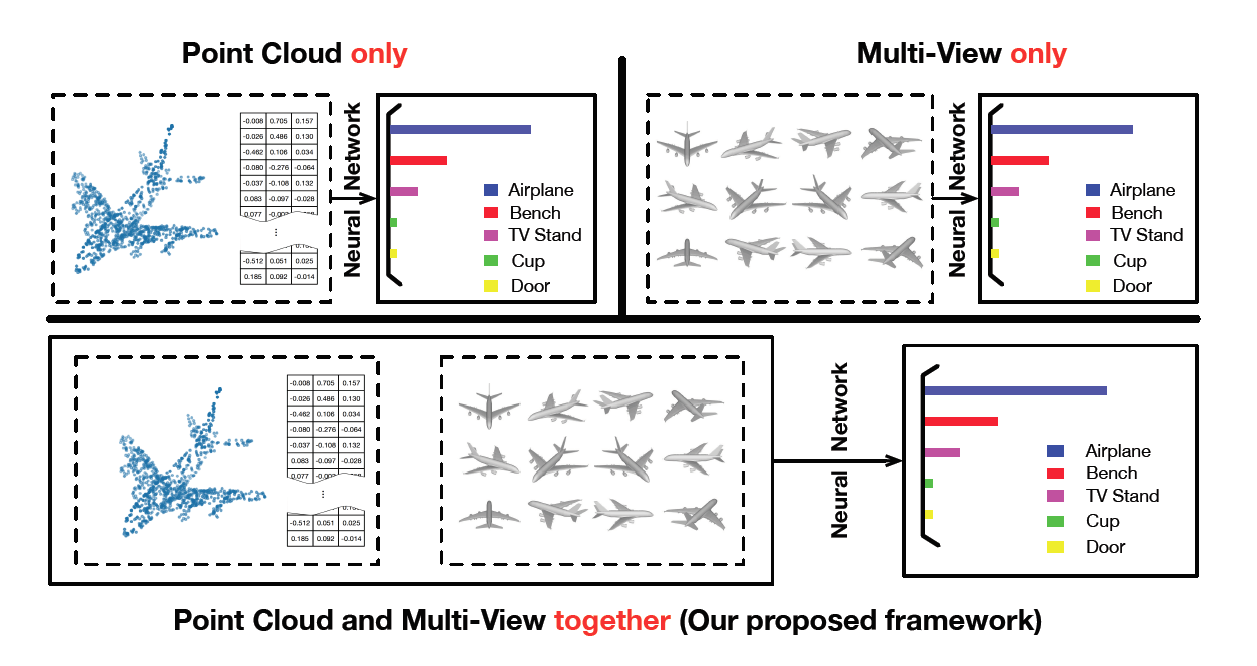 Point Cloud only
-0.008 0.705 0.157
-0.026 0.486 0.130
-0.462 0.106 0.034
-0.080 -0.276 -0.064
-0.037 -0.108 0.132
0.083 -0.097 -0.028
0.077
⋮
-0.512 0.051 0.025
0.185 0.092 -0.014
Neural Network
Airplane
Bench
TV Stand
Cup
Door
Multi-View only
Neural Network
Airplane
Bench
TV Stand
Cup
Door
-0.008 0.705 0.157
-0.026 0.486 0.130
-0.462 0.106 0.034
-0.080 -0.276 -0.064
-0.037 -0.108 0.132
0.083 -0.097 -0.028
0.077
⋮
-0.512 0.051 0.025
0.185 0.092 -0.014
Neural Network
Airplane
Bench
TV Stand
Cup
Door
Point Cloud and Multi-View together (Our proposed framework)